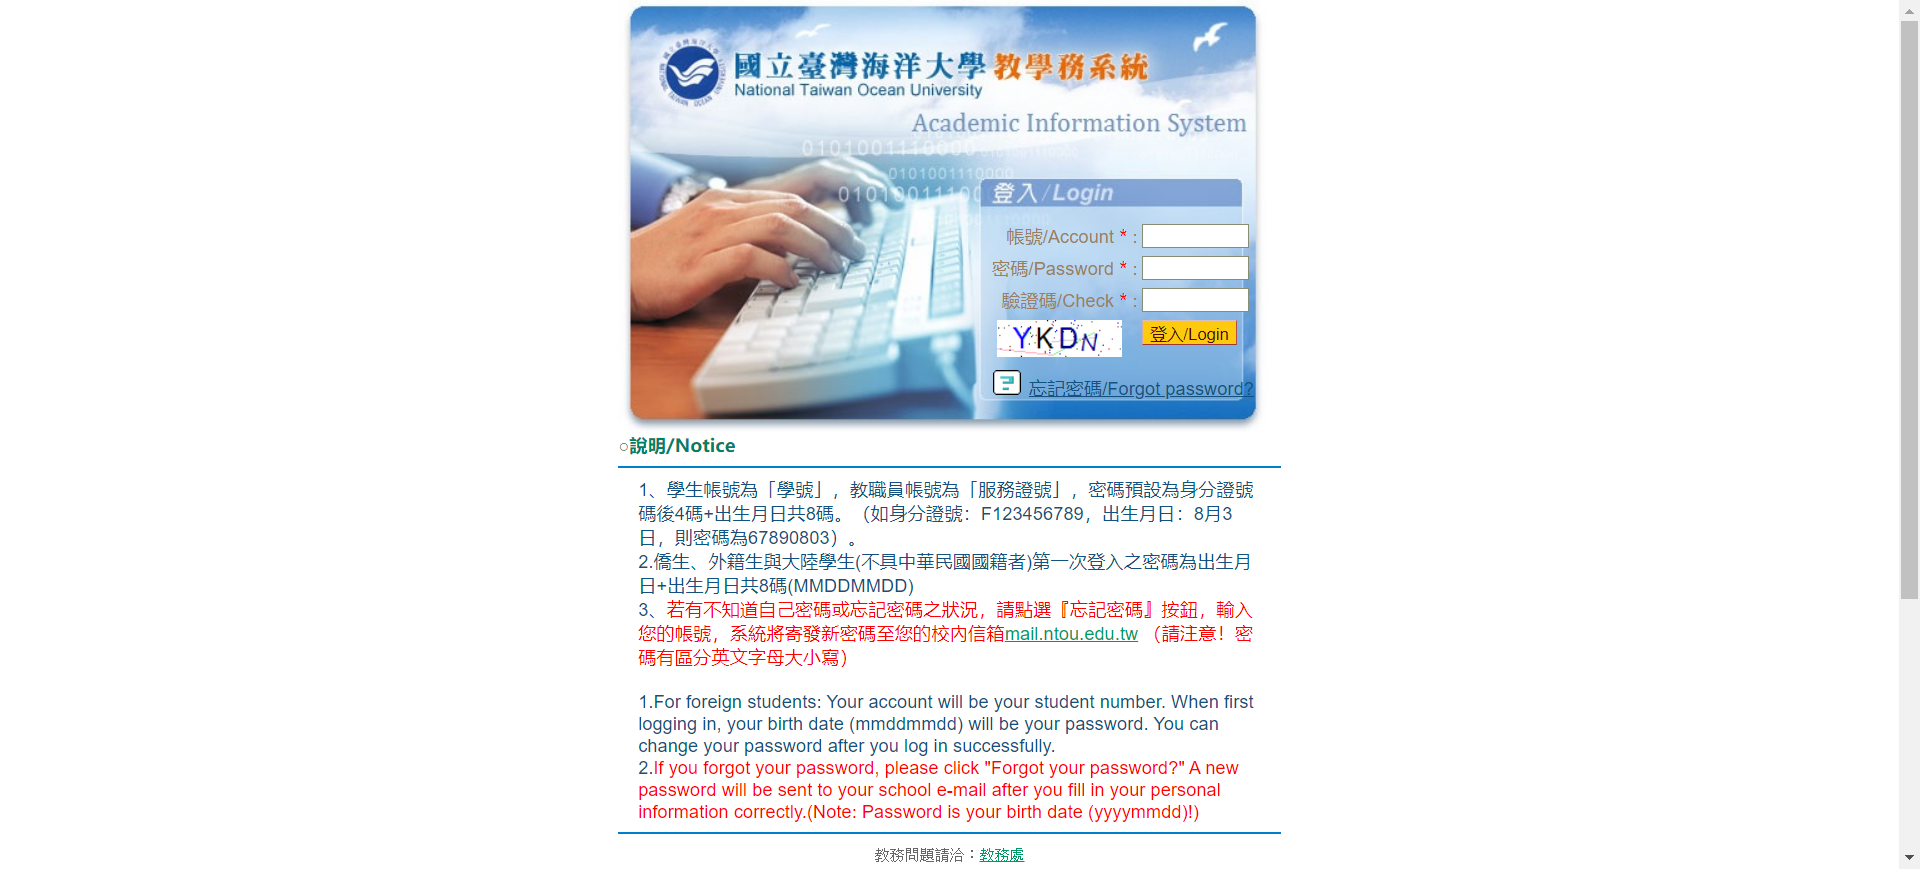 國立臺灣海洋大學 教學務系統
National Taiwan Ocean University
Academic Information System
0101001110000
0101001110000
010100111000
登入/Login
帳號/Account * :
密碼/Password * :
驗證碼/Check * :
YKDN
登入/Login
忘記密碼/Forgot password?
○說明/Notice
1、學生帳號為「學號」，教職員帳號為「服務證號」，密碼預設為身分證號
碼後4碼+出生月日共8碼。（如身分證號：F123456789，出生月日：8月3
日，則密碼為67890803）。
2.僑生、外籍生與大陸學生(不具中華民國國籍者)第一次登入之密碼為出生月
日+出生月日共8碼(MMDDMMDD)
3、若有不知道自己密碼或忘記密碼之狀況，請點選『忘記密碼』按鈕，輸入
您的帳號，系統將寄發新密碼至您的校內信箱mail.ntou.edu.tw （請注意！密
碼有區分英文字母大小寫）
1.For foreign students: Your account will be your student number. When first
logging in, your birth date (mmddmmdd) will be your password. You can
change your password after you log in successfully.
2.If you forgot your password, please click "Forgot your password?" A new
password will be sent to your school e-mail after you fill in your personal
information correctly.(Note: Password is your birth date (yyyymmdd)!)
教務問題請洽：教務處